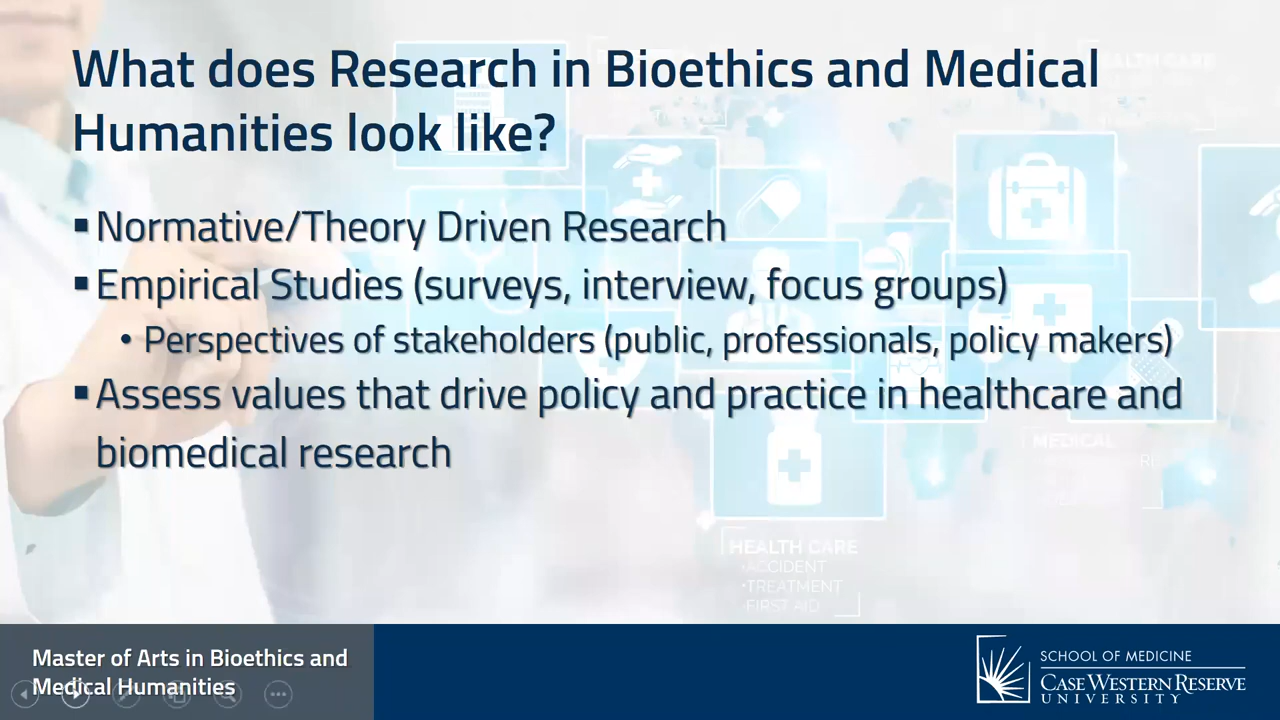 What does Research in Bioethics and Medical
Humanities look like?
▪ Normative/Theory Driven Research
▪ Empirical Studies (surveys, interview, focus groups)
• Perspectives of stakeholders (public, professionals, policy makers)
▪ Assess values that drive policy and practice in healthcare and
biomedical research
MEDICAL
HEALTH CARE
·ACCIDENT
·TREATMENT
·FIRST AID
Master of Arts in Bioethics and
Medical Humanities
SCHOOL OF MEDICINE
CASE WESTERN RESERVE
UNIVERSITY